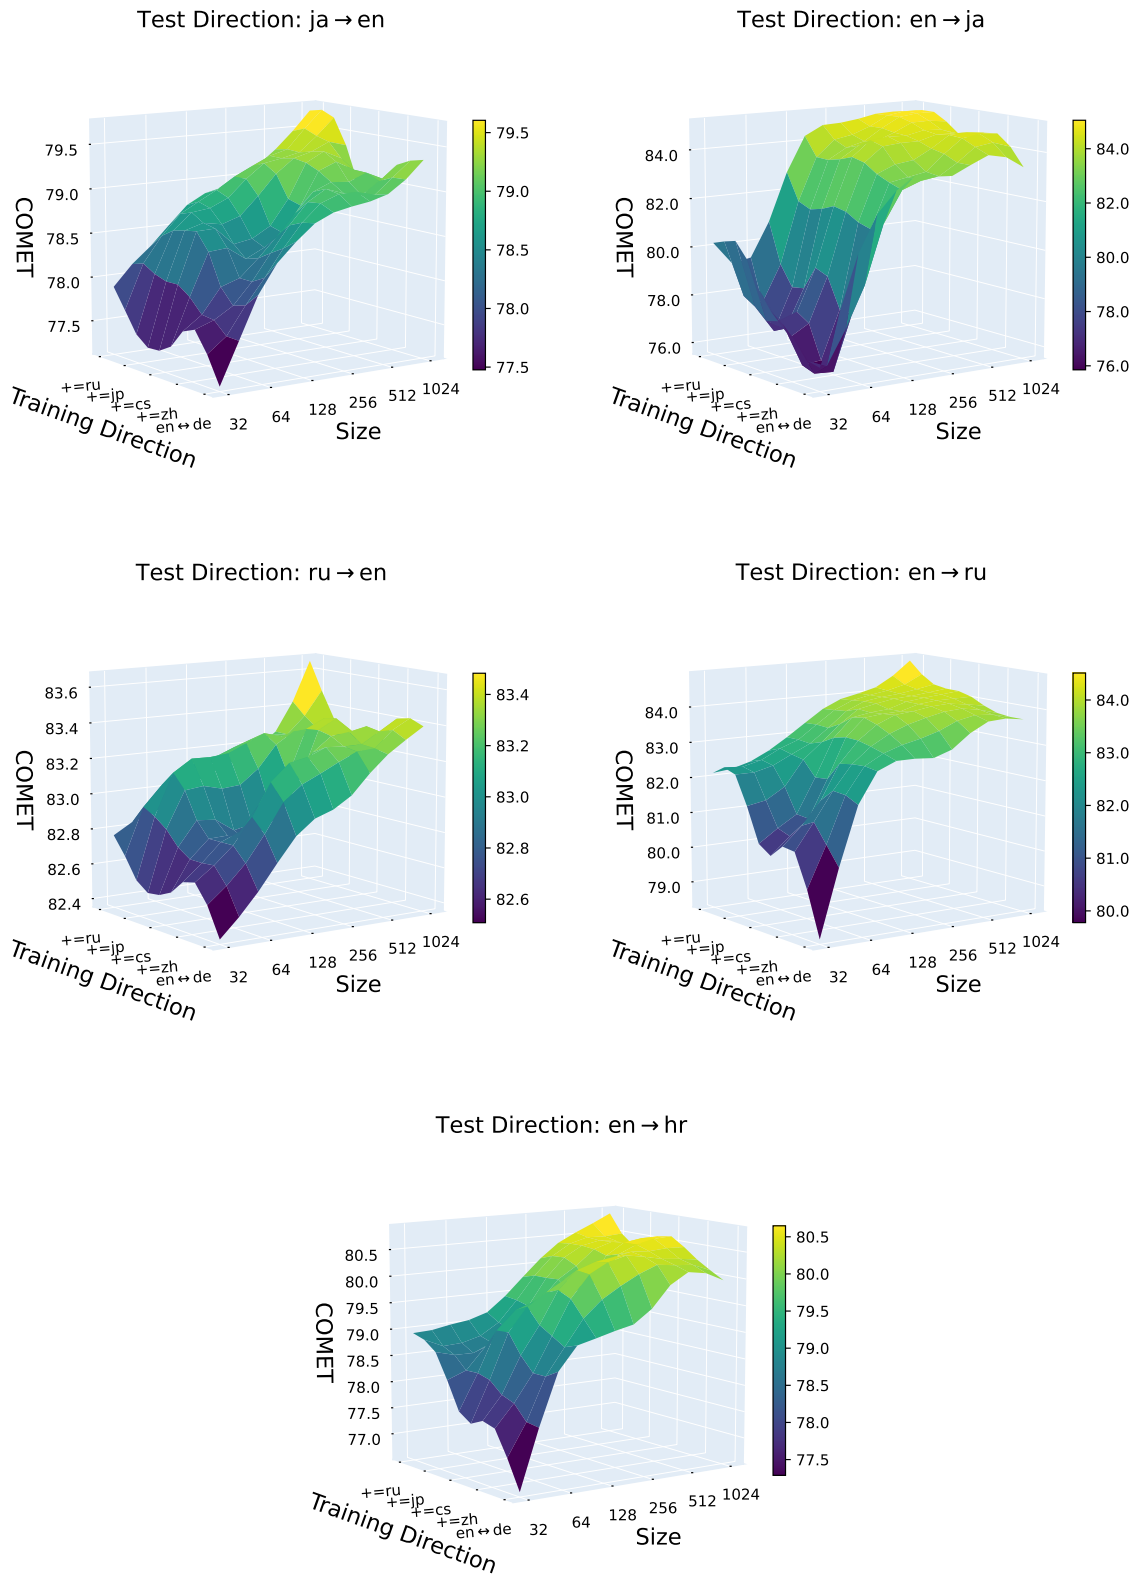 Test Direction: ja→en
79.5
79.0
78.5
78.0
77.5
COMET
+=ru
+=jp
+=cs
+=zh
en↔de
Training Direction
32
64
128
256
512
1024
Size
79.5
79.0
78.5
78.0
77.5
Test Direction: en→ja
84.0
82.0
80.0
78.0
76.0
COMET
+=ru
+=jp
+=cs
+=zh
en↔de
Training Direction
32
64
128
256
512
1024
Size
84.0
82.0
80.0
78.0
76.0
Test Direction: ru→en
83.6
83.4
83.2
83.0
82.8
82.6
82.4
COMET
+=ru
+=jp
+=cs
+=zh
en↔de
Training Direction
32
64
128
256
512
1024
Size
83.4
83.2
83.0
82.8
82.6
Test Direction: en→ru
84.0
83.0
82.0
81.0
80.0
79.0
COMET
+=ru
+=jp
+=cs
+=zh
en↔de
Training Direction
32
64
128
256
512
1024
Size
84.0
83.0
82.0
81.0
80.0
Test Direction: en→hr
80.5
80.0
79.5
79.0
78.5
78.0
77.5
77.0
COMET
+=ru
+=jp
+=cs
+=zh
en↔de
Training Direction
32
64
128
256
512
1024
Size
80.5
80.0
79.5
79.0
78.5
78.0
77.5